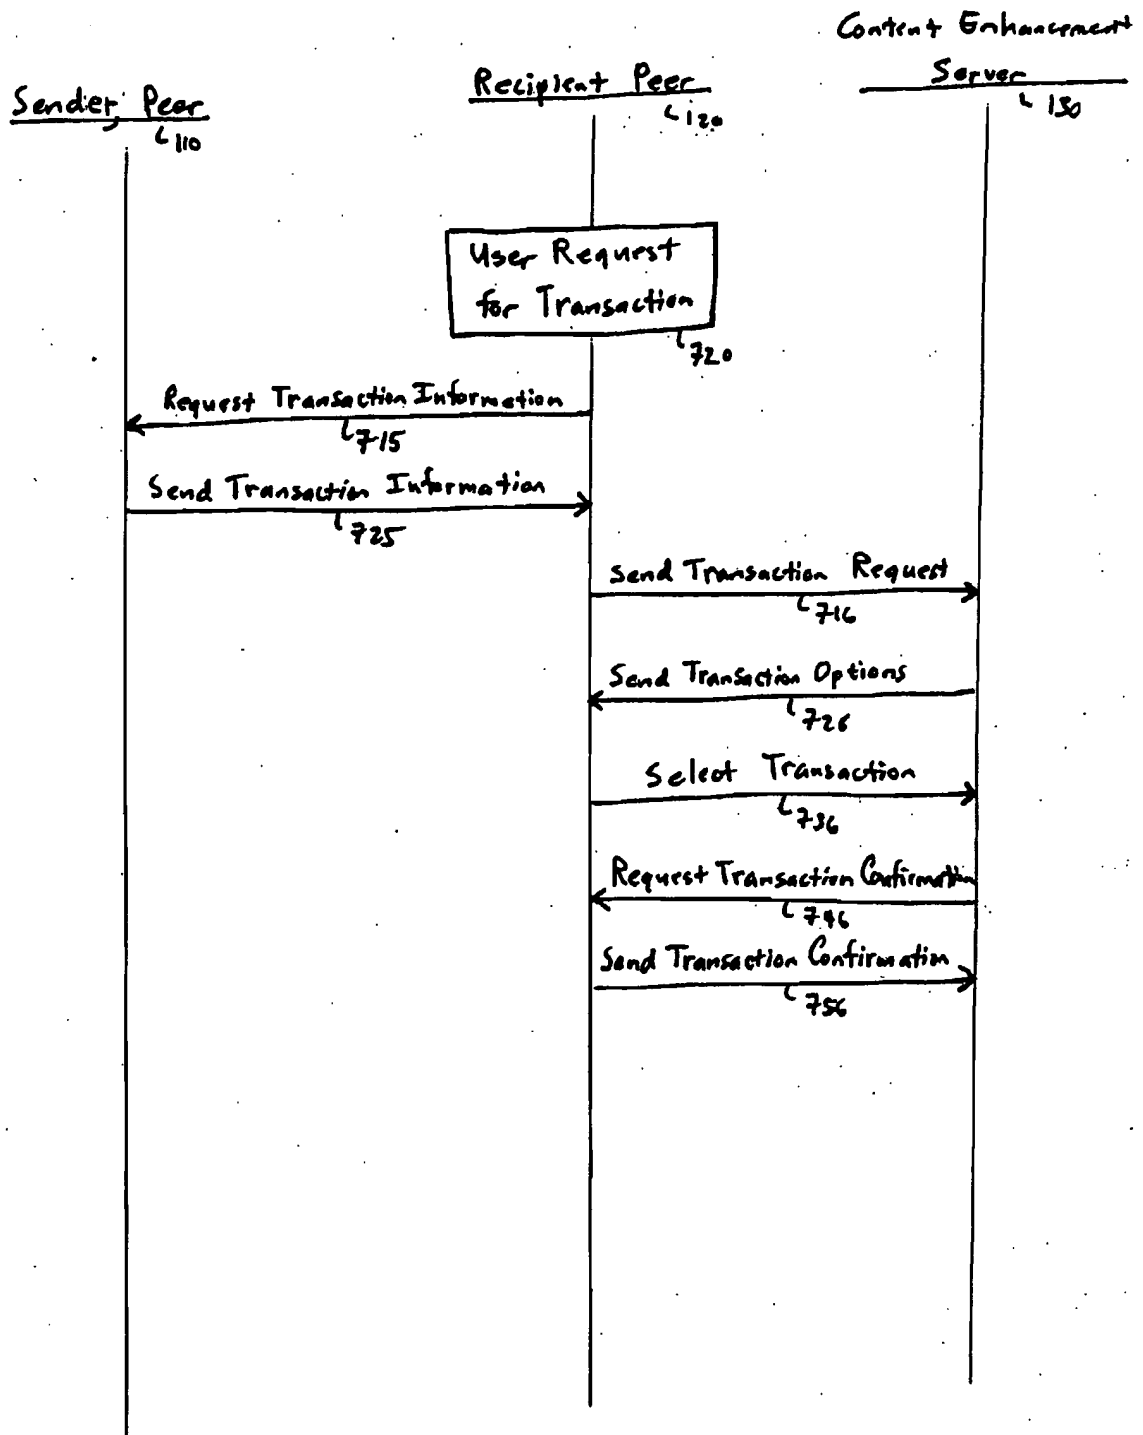 Content Enhancement
Server
130
Recipient Peer
120
Sender Peer
110
User Request
for Transaction
720
Request Transaction Information
715
Send Transaction Information
725
Send Transaction Request
716
Send Transaction Options
726
Select Transaction
736
Request Transaction Confirmation
746
Send Transaction Confirmation
756